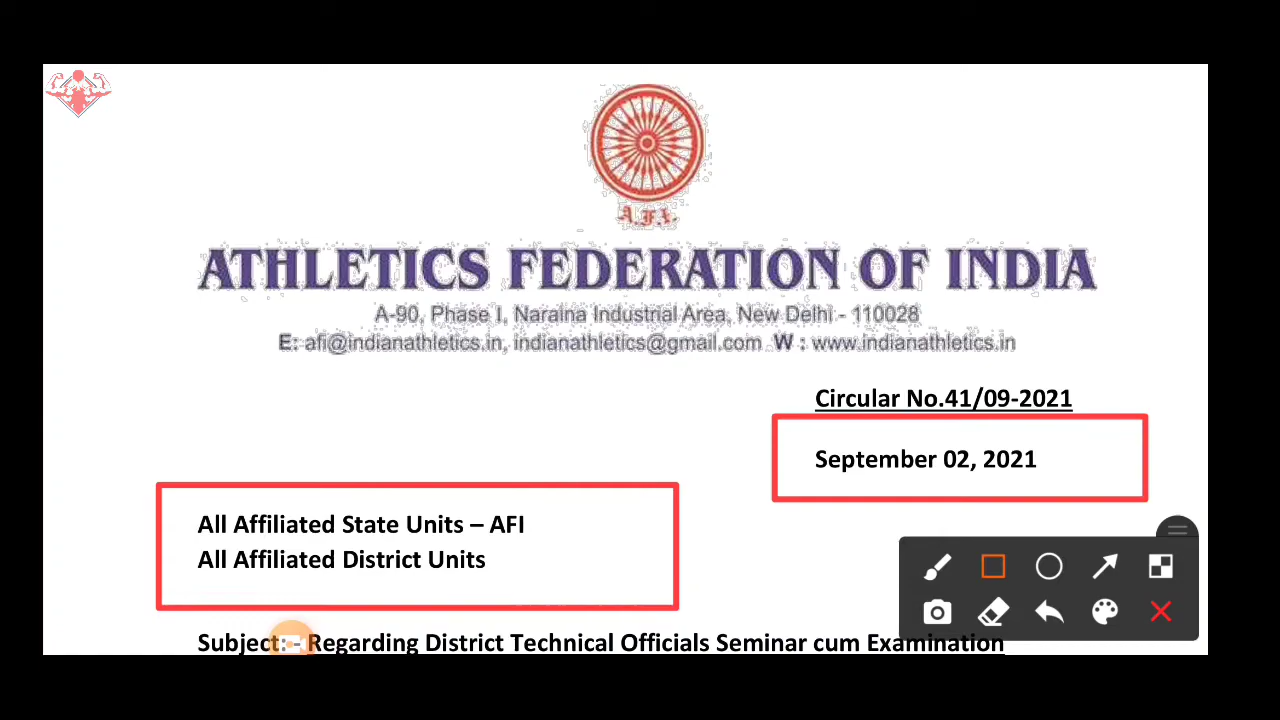 A.F.I.
ATHLETICS FEDERATION OF INDIA
A-90, Phase I, Naraina Industrial Area, New Delhi - 110028
E: afi@indianathletics.in, indianathletics@gmail.com W : www.indianathletics.in
Circular No.41/09-2021
September 02, 2021
All Affiliated State Units – AFI
All Affiliated District Units
Subject: - Regarding District Technical Officials Seminar cum Examination